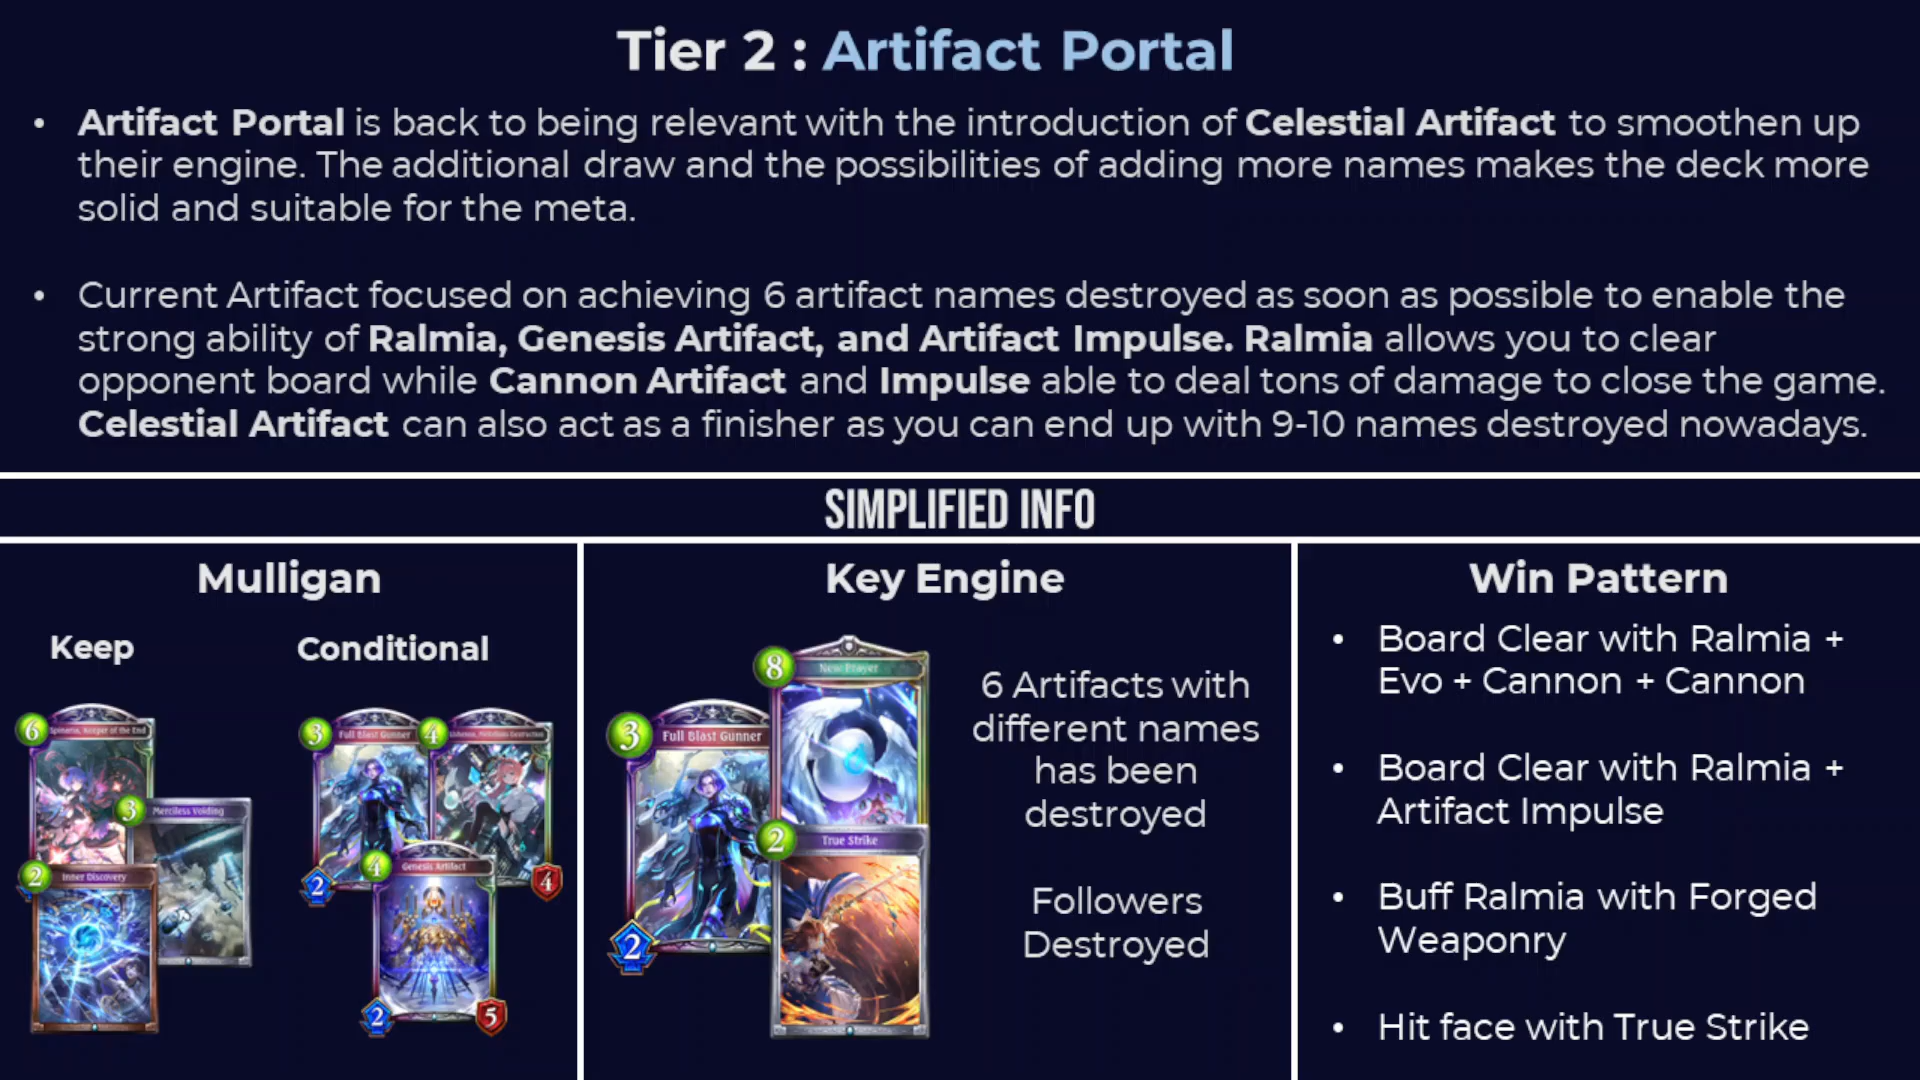 Tier 2 : Artifact Portal
• Artifact Portal is back to being relevant with the introduction of Celestial Artifact to smoothen up
their engine. The additional draw and the possibilities of adding more names makes the deck more
solid and suitable for the meta.
• Current Artifact focused on achieving 6 artifact names destroyed as soon as possible to enable the
strong ability of Ralmia, Genesis Artifact, and Artifact Impulse. Ralmia allows you to clear
opponent board while Cannon Artifact and Impulse able to deal tons of damage to close the game.
Celestial Artifact can also act as a finisher as you can end up with 9-10 names destroyed nowadays.
SIMPLIFIED INFO
Mulligan
Keep
Conditional
6
Spinaria, Keeper of the End
3
Merciless Voiding
2
Inner Discovery
3
Full Blast Gunner
2
4
4
4
Genesis Artifact
2
5
Key Engine
8
New Prayer
3
Full Blast Gunner
2
2
True Strike
6 Artifacts with
different names
has been
destroyed
Followers
Destroyed
Win Pattern
• Board Clear with Ralmia +
Evo + Cannon + Cannon
• Board Clear with Ralmia +
Artifact Impulse
• Buff Ralmia with Forged
Weaponry
• Hit face with True Strike